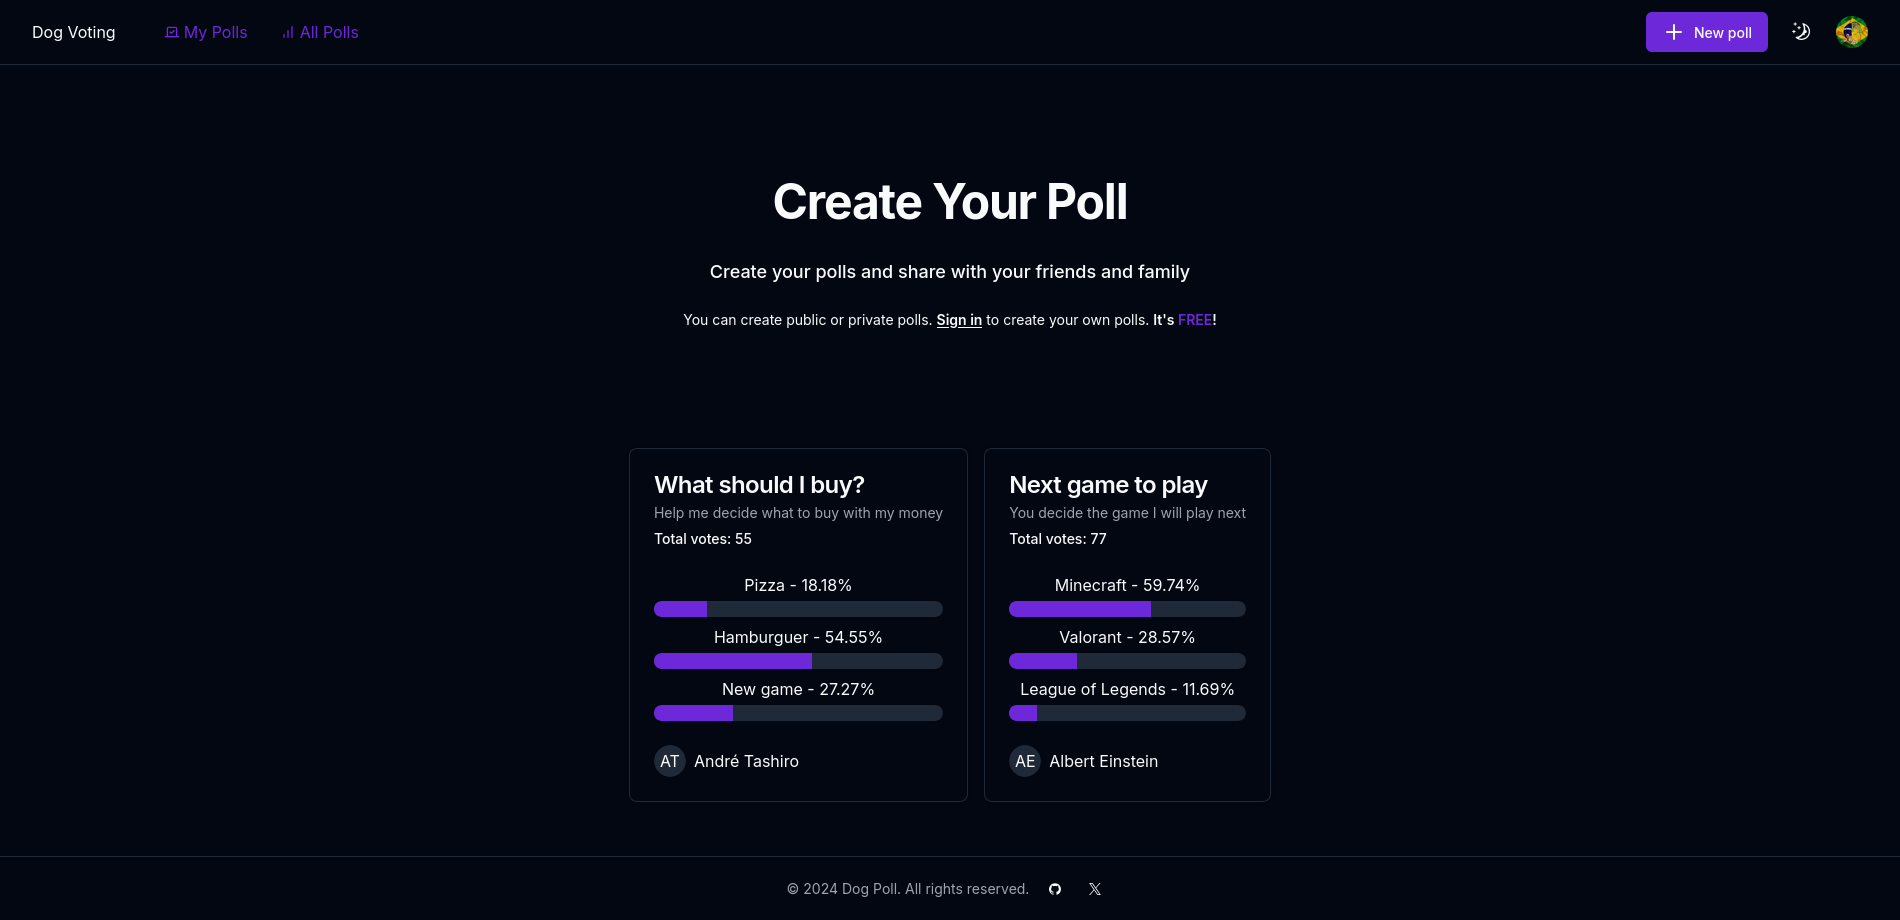 Dog Voting My Polls All Polls New poll
Create Your Poll
Create your polls and share with your friends and family
You can create public or private polls. Sign in to create your own polls. It's FREE!
What should I buy?
Help me decide what to buy with my money
Total votes: 55
Pizza - 18.18%
Hamburguer - 54.55%
New game - 27.27%
AT André Tashiro
Next game to play
You decide the game I will play next
Total votes: 77
Minecraft - 59.74%
Valorant - 28.57%
League of Legends - 11.69%
AE Albert Einstein
© 2024 Dog Poll. All rights reserved.